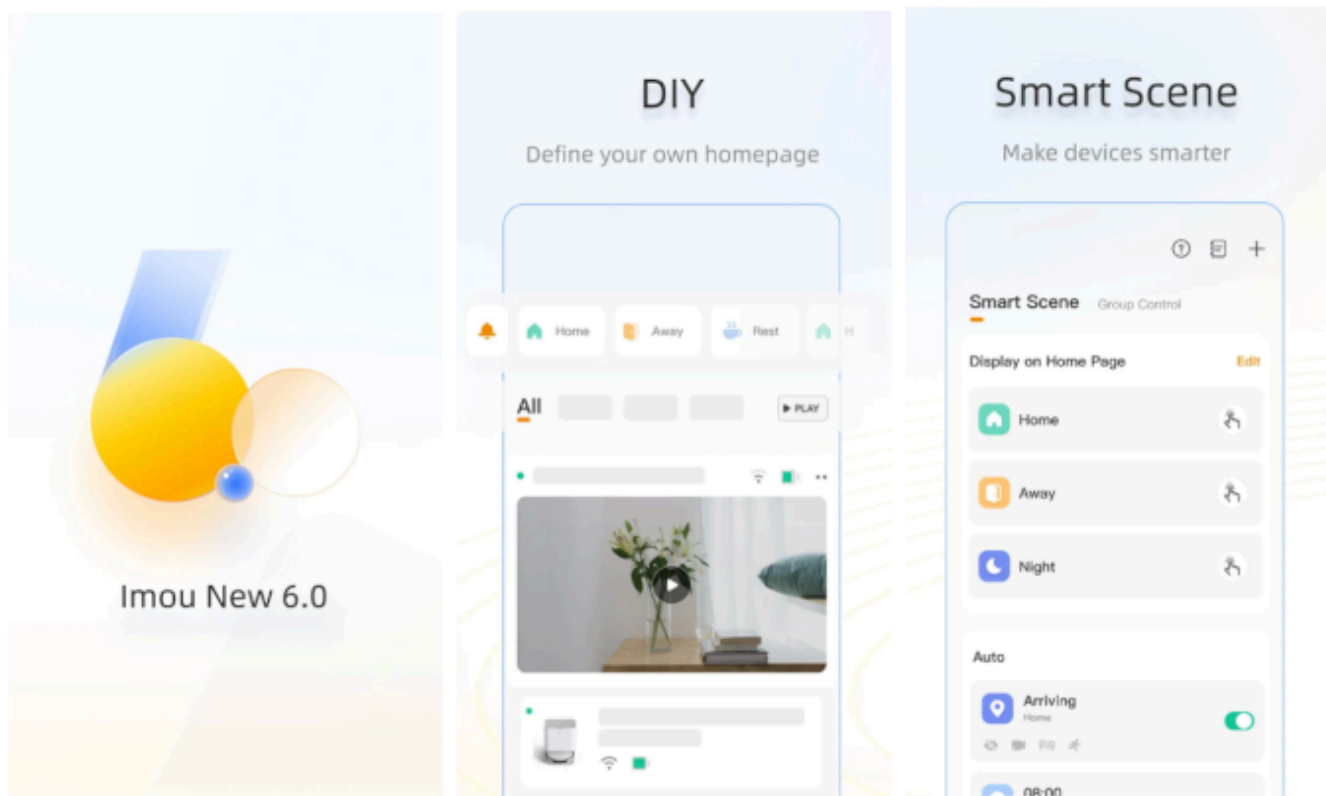 Imou New 6.0
DIY
Define your own homepage
Home
Away
Rest
H
All
PLAY
Smart Scene
Make devices smarter
Smart Scene
Group Control
Display on Home Page
Edit
Home
Away
Night
Auto
Arriving
Home
08:00